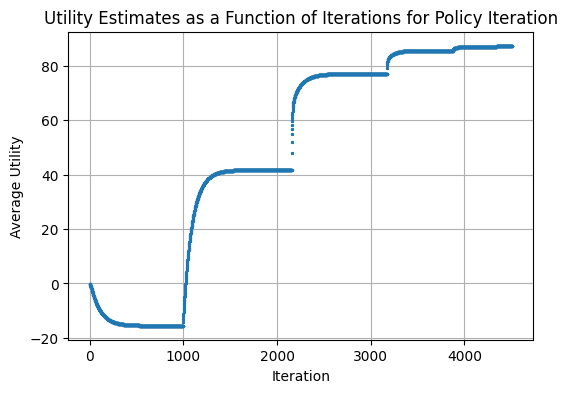 Utility Estimates as a Function of Iterations for Policy Iteration
80
60
40
20
0
−20
Average Utility
0 1000 2000 3000 4000
Iteration